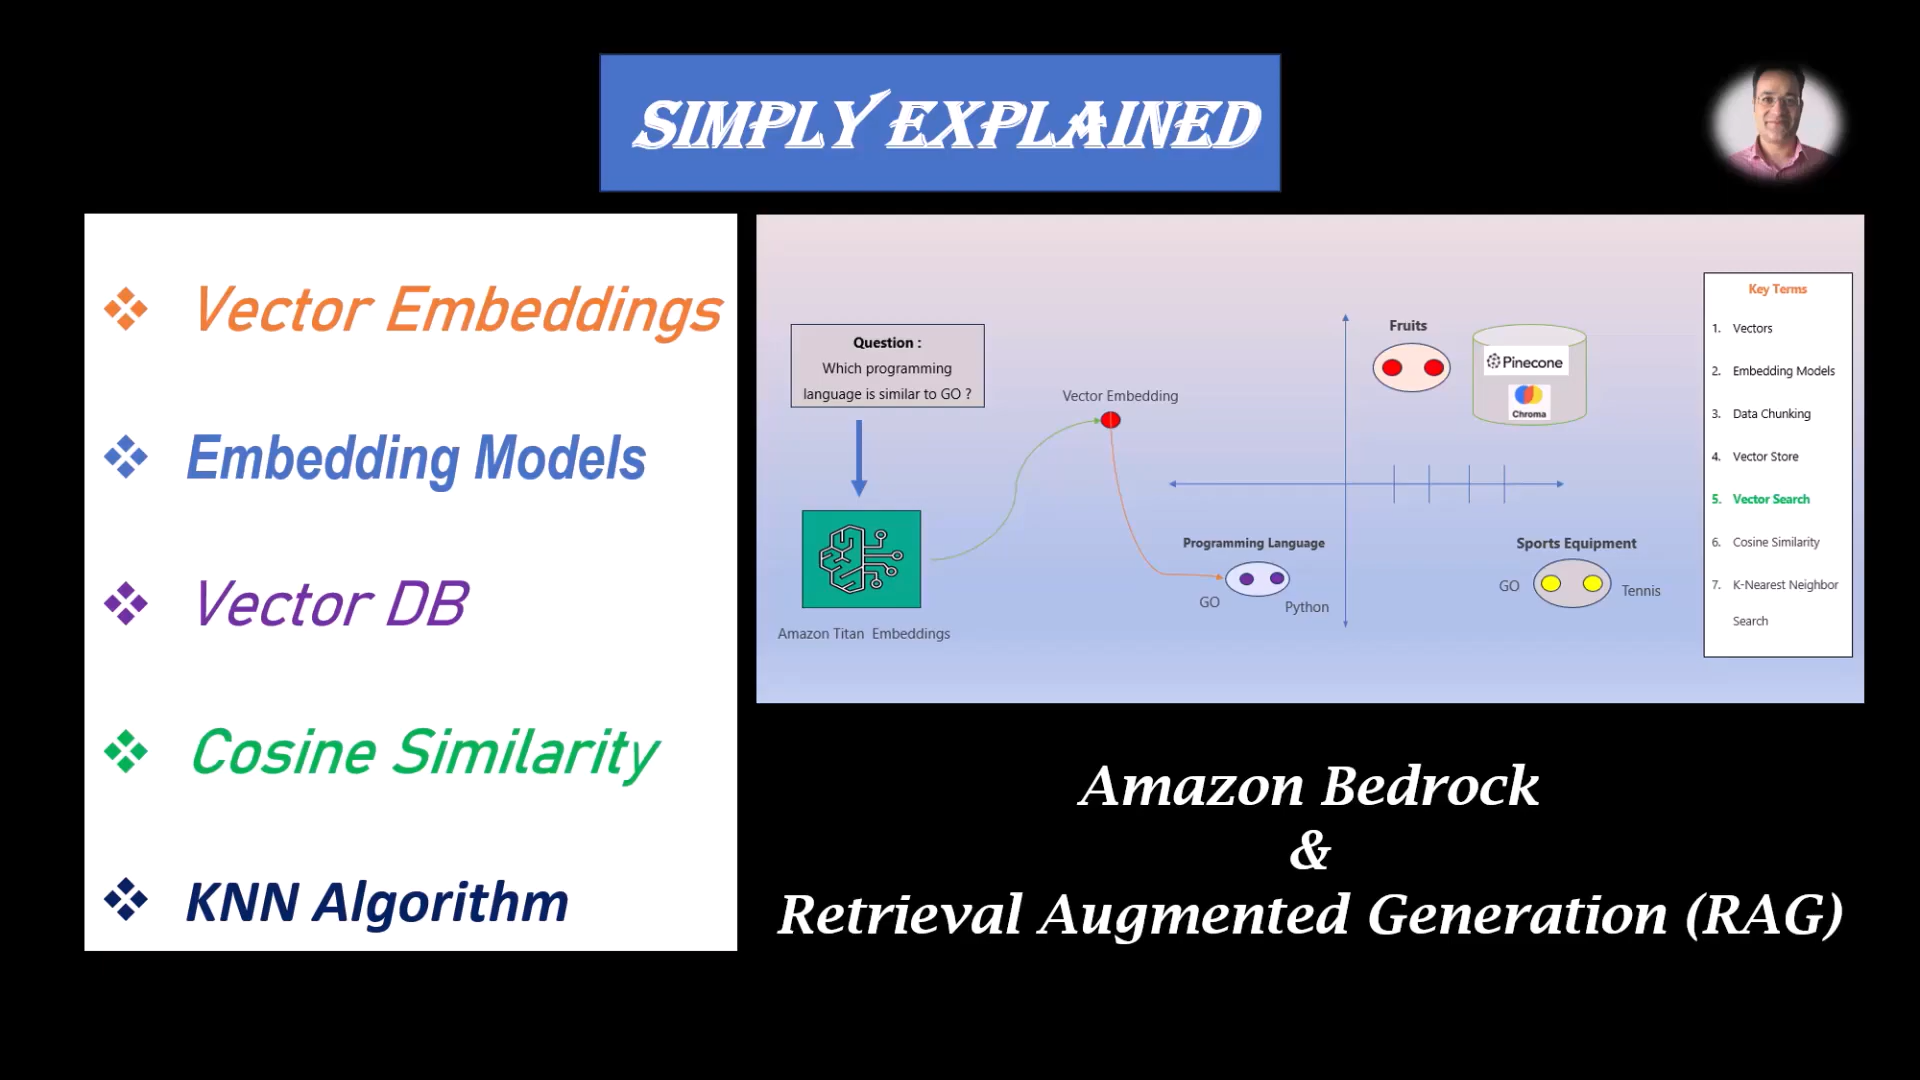 SIMPLY EXPLAINED
Vector Embeddings
Embedding Models
Vector DB
Cosine Similarity
KNN Algorithm
Question :
Which programming
language is similar to GO ?
Amazon Titan  Embeddings
Vector Embedding
Fruits
Pinecone
Chroma
Programming Language
GO
Python
Sports Equipment
GO
Tennis
Key Terms
1. Vectors
2. Embedding Models
3. Data Chunking
4. Vector Store
5. Vector Search
6. Cosine Similarity
7. K-Nearest Neighbor
Search
Amazon Bedrock
&
Retrieval Augmented Generation (RAG)